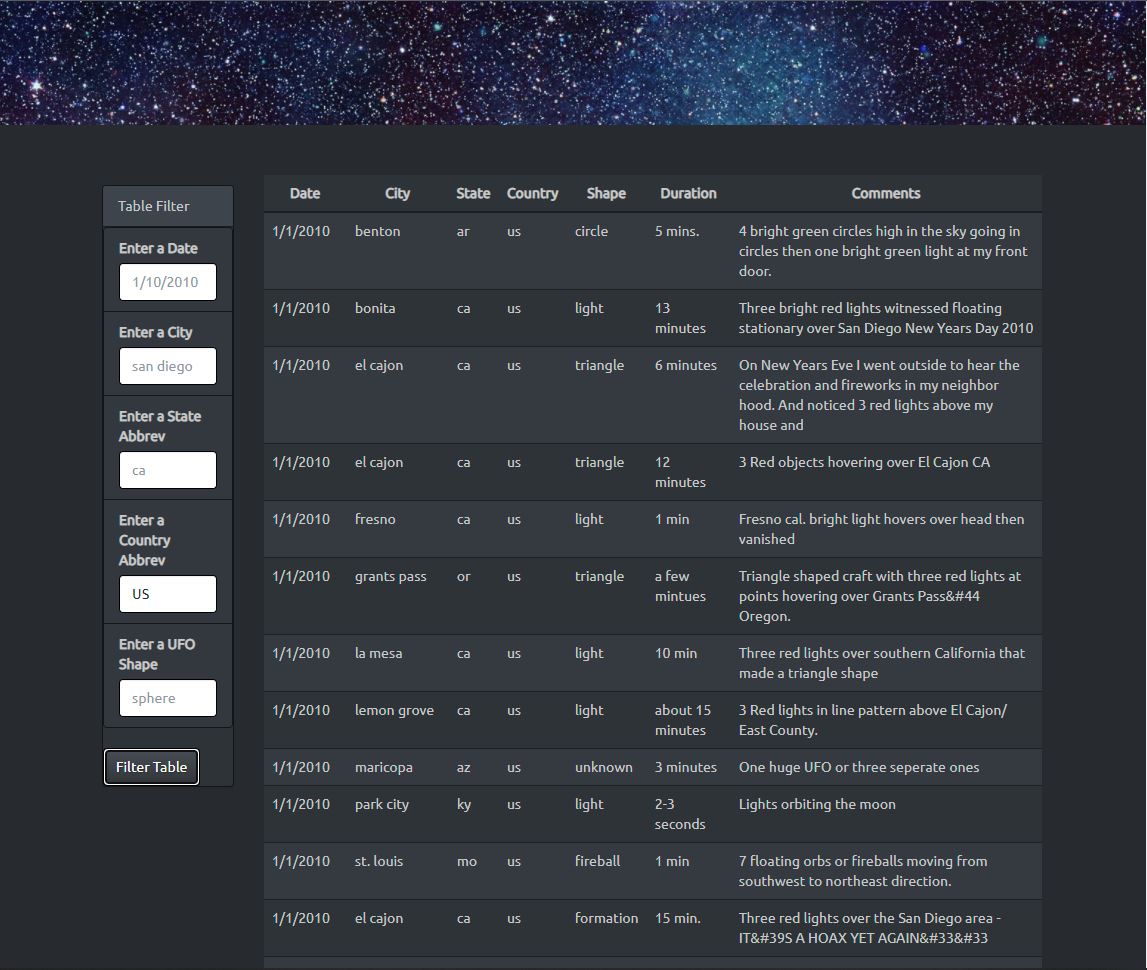 Table Filter
Enter a Date
1/10/2010
Enter a City
san diego
Enter a State
Abbrev
ca
Enter a
Country
Abbrev
US
Enter a UFO
Shape
sphere
Filter Table
Date City State Country Shape Duration Comments
1/1/2010 benton ar us circle 5 mins. 4 bright green circles high in the sky going in
circles then one bright green light at my front
door.
1/1/2010 bonita ca us light 13 Three bright red lights witnessed floating
minutes stationary over San Diego New Years Day 2010
1/1/2010 el cajon ca us triangle 6 minutes On New Years Eve I went outside to hear the
celebration and fireworks in my neighbor
hood. And noticed 3 red lights above my
house and
1/1/2010 el cajon ca us triangle 12 3 Red objects hovering over El Cajon CA
minutes
1/1/2010 fresno ca us light 1 min Fresno cal. bright light hovers over head then
vanished
1/1/2010 grants pass or us triangle a few Triangle shaped craft with three red lights at
mintues points hovering over Grants Pass&#44
Oregon.
1/1/2010 la mesa ca us light 10 min Three red lights over southern California that
made a triangle shape
1/1/2010 lemon grove ca us light about 15 3 Red lights in line pattern above El Cajon/
minutes East County.
1/1/2010 maricopa az us unknown 3 minutes One huge UFO or three seperate ones
1/1/2010 park city ky us light 2-3 Lights orbiting the moon
seconds
1/1/2010 st. louis mo us fireball 1 min 7 floating orbs or fireballs moving from
southwest to northeast direction.
1/1/2010 el cajon ca us formation 15 min. Three red lights over the San Diego area -
IT&#39S A HOAX YET AGAIN&#33&#33